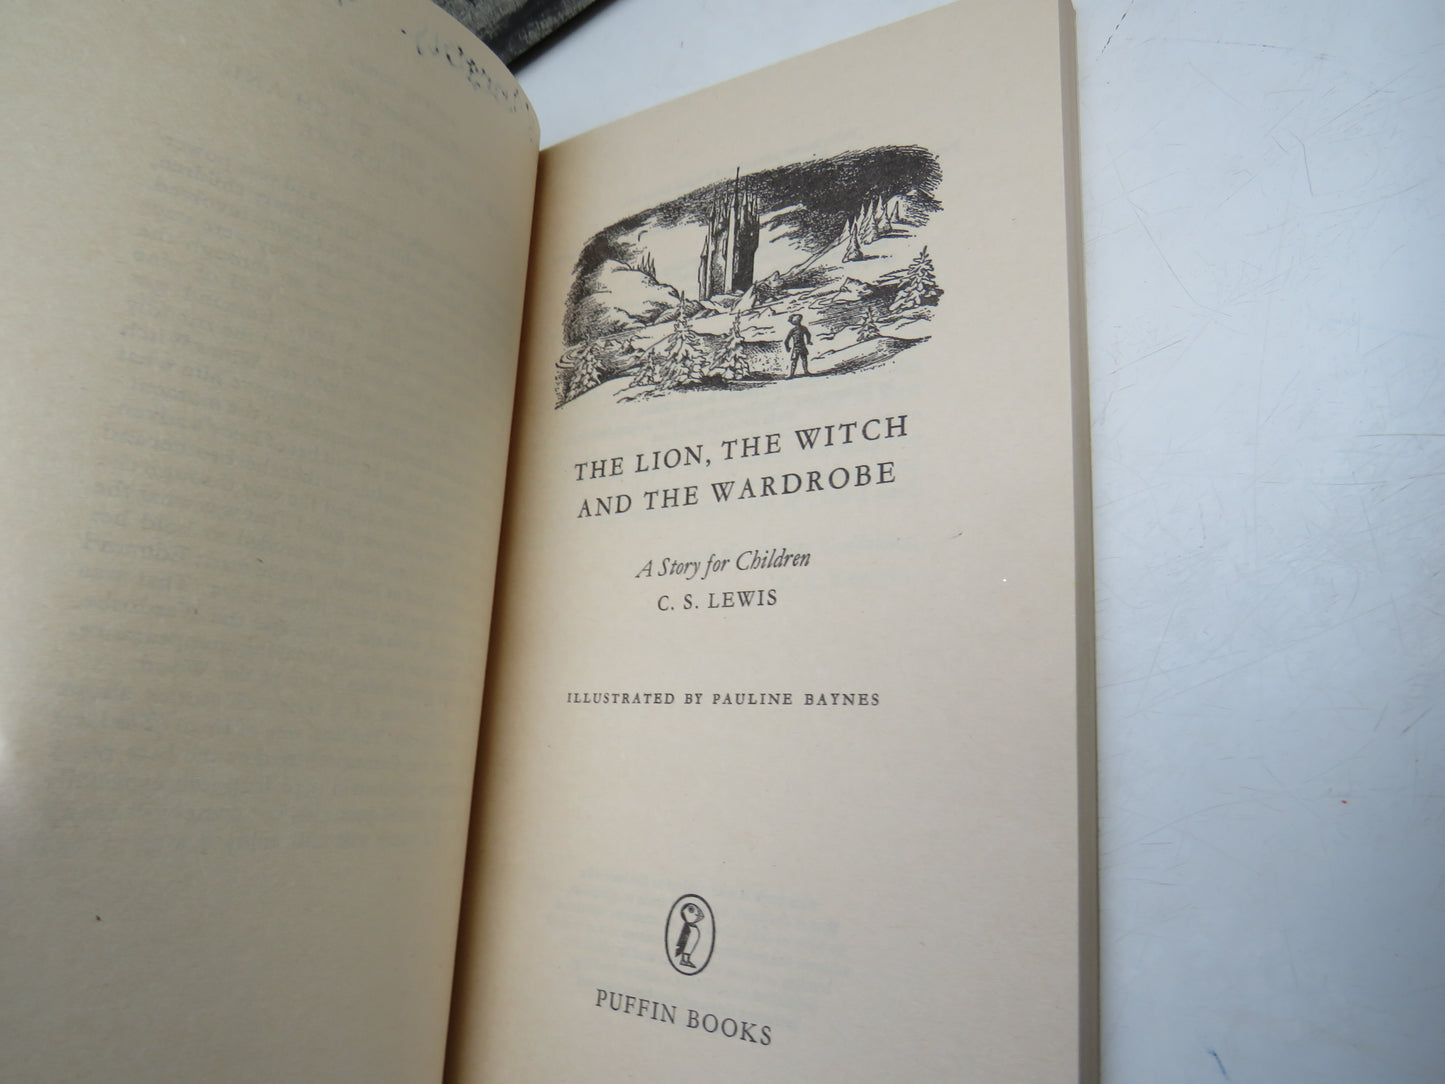 THE LION, THE WITCH
AND THE WARDROBE
A Story for Children
C. S. LEWIS
ILLUSTRATED BY PAULINE BAYNES
PUFFIN BOOKS